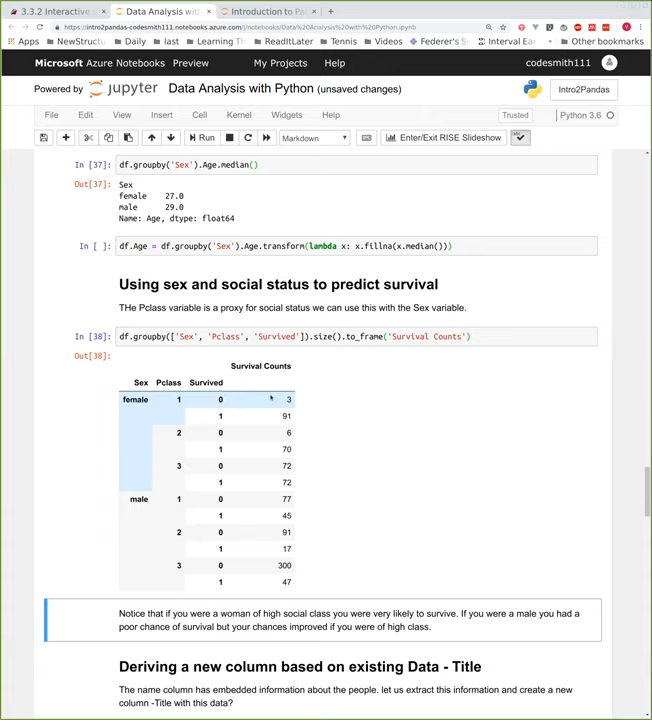 3.3.2 Interactive s
Data Analysis with
Introduction to Pa
https://intro2pandas-codesmith111.notebooks.azure.com/j/notebooks/Data%20Analysis%20with%20Python.ipynb
Apps
NewStructu
Daily
last
Learning Th
ReadItLater
Tennis
Videos
Federer's S
Interval Ea
Other bookmarks
Microsoft Azure Notebooks Preview My Projects Help codesmith111
Powered by jupyter Data Analysis with Python (unsaved changes) Intro2Pandas
File Edit View Insert Cell Kernel Widgets Help Trusted Python 3.6
Run Markdown Enter/Exit RISE Slideshow
In [37]: df.groupby('Sex').Age.median()
Out[37]: Sex
female 27.0
male 29.0
Name: Age, dtype: float64
In [ ]: df.Age = df.groupby('Sex').Age.transform(lambda x: x.fillna(x.median()))
Using sex and social status to predict survival
THe Pclass variable is a proxy for social status we can use this with the Sex variable.
In [38]: df.groupby(['Sex', 'Pclass', 'Survived']).size().to_frame('Survival Counts')
Out[38]:
Survival Counts
Sex Pclass Survived
female 1 0 3
1 91
2 0 6
1 70
3 0 72
1 72
male 1 0 77
1 45
2 0 91
1 17
3 0 300
1 47
Notice that if you were a woman of high social class you were very likely to survive. If you were a male you had a
poor chance of survival but your chances improved if you were of high class.
Deriving a new column based on existing Data - Title
The name column has embedded information about the people. let us extract this information and create a new
column -Title with this data?